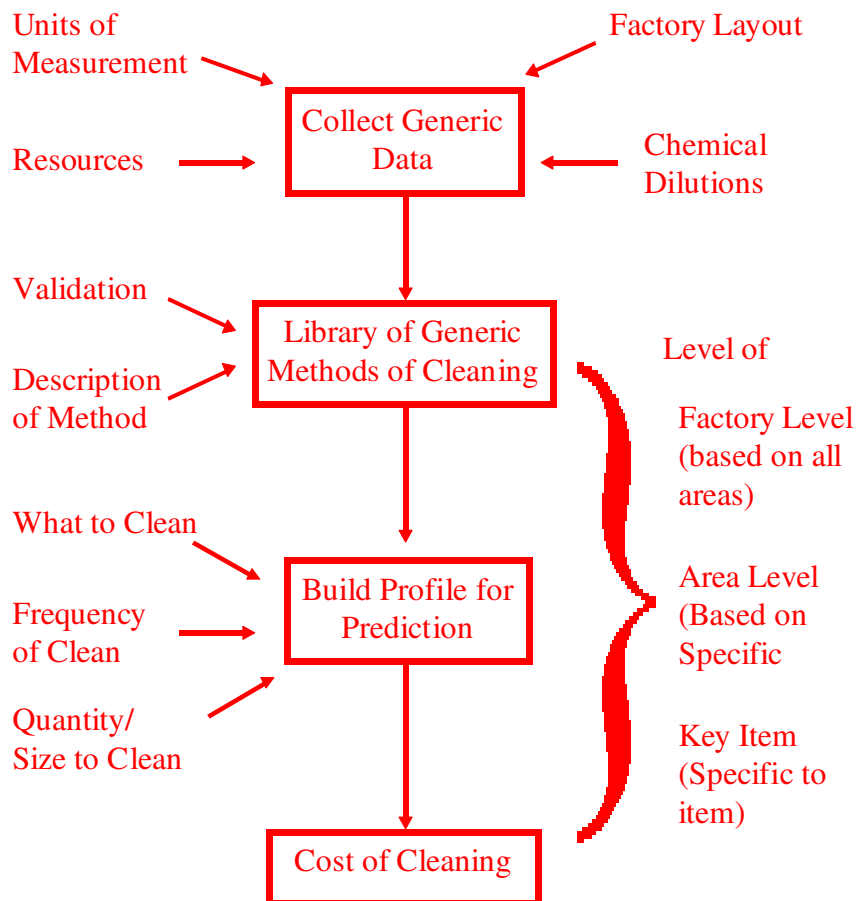 Units of
Measurement
Factory Layout
Collect Generic
Data
Resources
Chemical
Dilutions
Validation
Library of Generic
Methods of Cleaning
Description
of Method
Level of
Factory Level
(based on all
areas)
What to Clean
Build Profile for
Prediction
Frequency
of Clean
Area Level
(Based on
Specific
Quantity/
Size to Clean
Key Item
(Specific to
item)
Cost of Cleaning